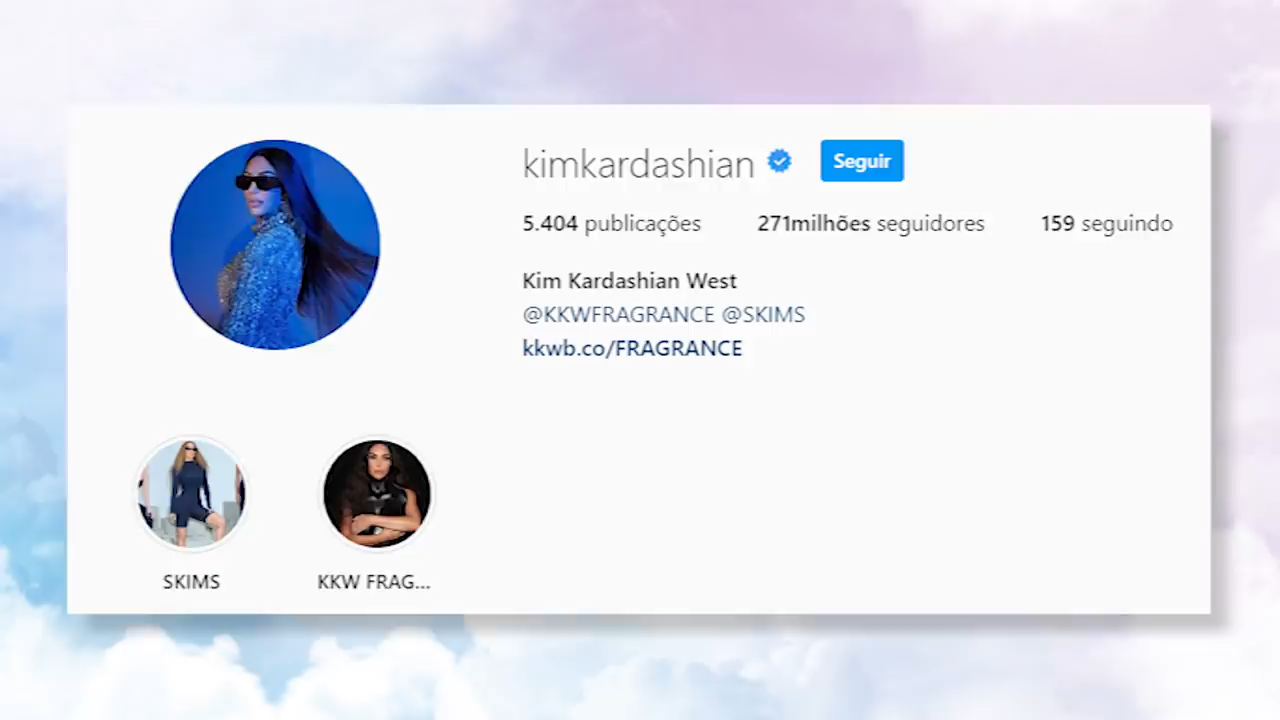 kimkardashian Seguir
5.404 publicações 271milhões seguidores 159 seguindo
Kim Kardashian West
@KKWFRAGRANCE @SKIMS
kkwb.co/FRAGRANCE
SKIMS KKW FRAG...